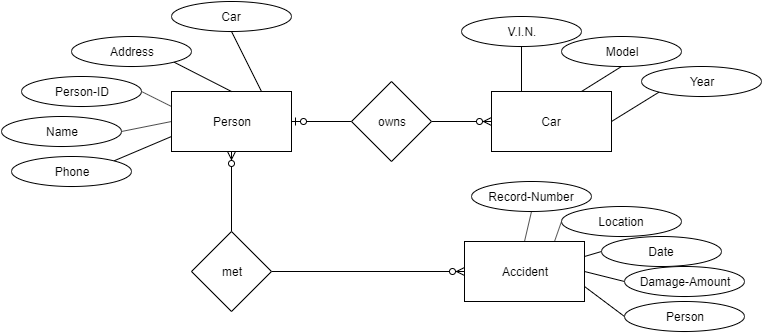 Car
V.I.N.
Address
Model
Year
Person-ID
Person
owns
Car
Name
Phone
Record-Number
Location
Date
met
Accident
Damage-Amount
Person